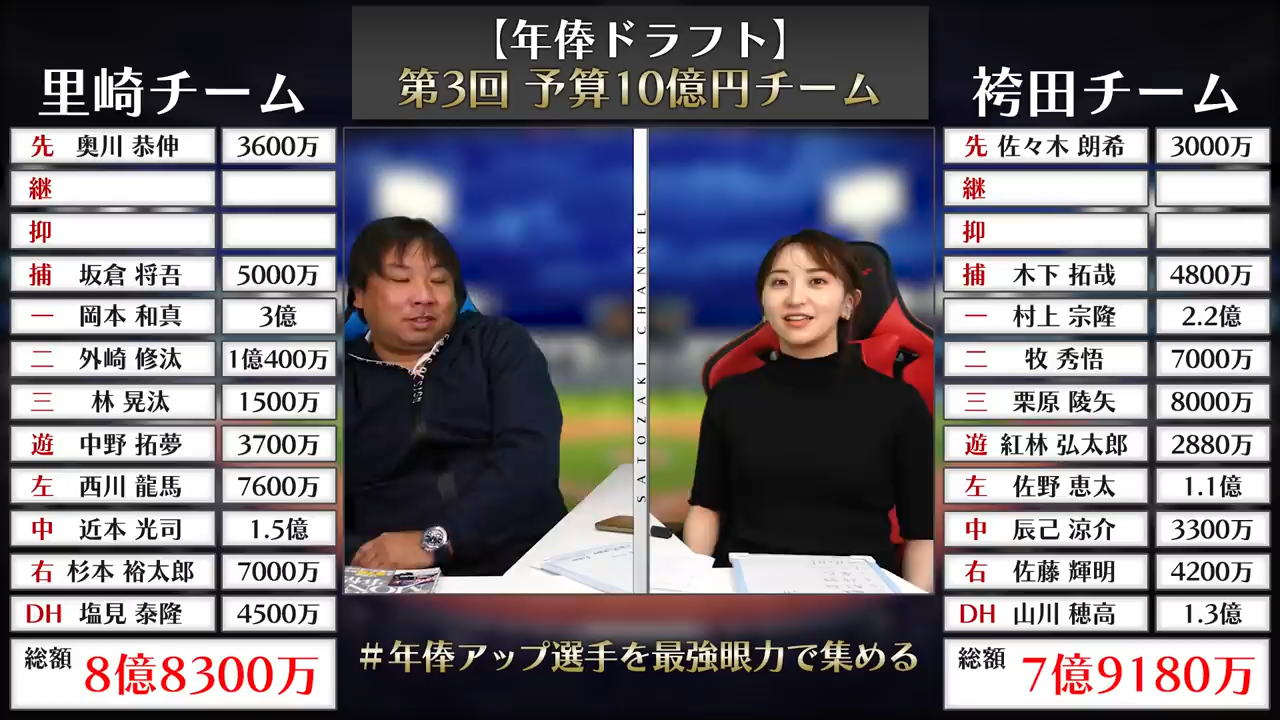 【年俸ドラフト】
第3回 予算10億円チーム
里崎チーム
先 奥川 恭伸 3600万
継
抑
捕 坂倉 将吾 5000万
一 岡本 和真 3億
二 外崎 修汰 1億400万
三 林 晃汰 1500万
遊 中野 拓夢 3700万
左 西川 龍馬 7600万
中 近本 光司 1.5億
右 杉本 裕太郎 7000万
DH 塩見 泰隆 4500万
総額 8億8300万
SATOZAKI CHANNEL
袴田チーム
先 佐々木 朗希 3000万
継
抑
捕 木下 拓哉 4800万
一 村上 宗隆 2.2億
二 牧 秀悟 7000万
三 栗原 陵矢 8000万
遊 紅林 弘太郎 2880万
左 佐野 恵太 1.1億
中 辰己 涼介 3300万
右 佐藤 輝明 4200万
DH 山川 穂高 1.3億
総額 7億9180万
#年俸アップ選手を最強眼力で集める